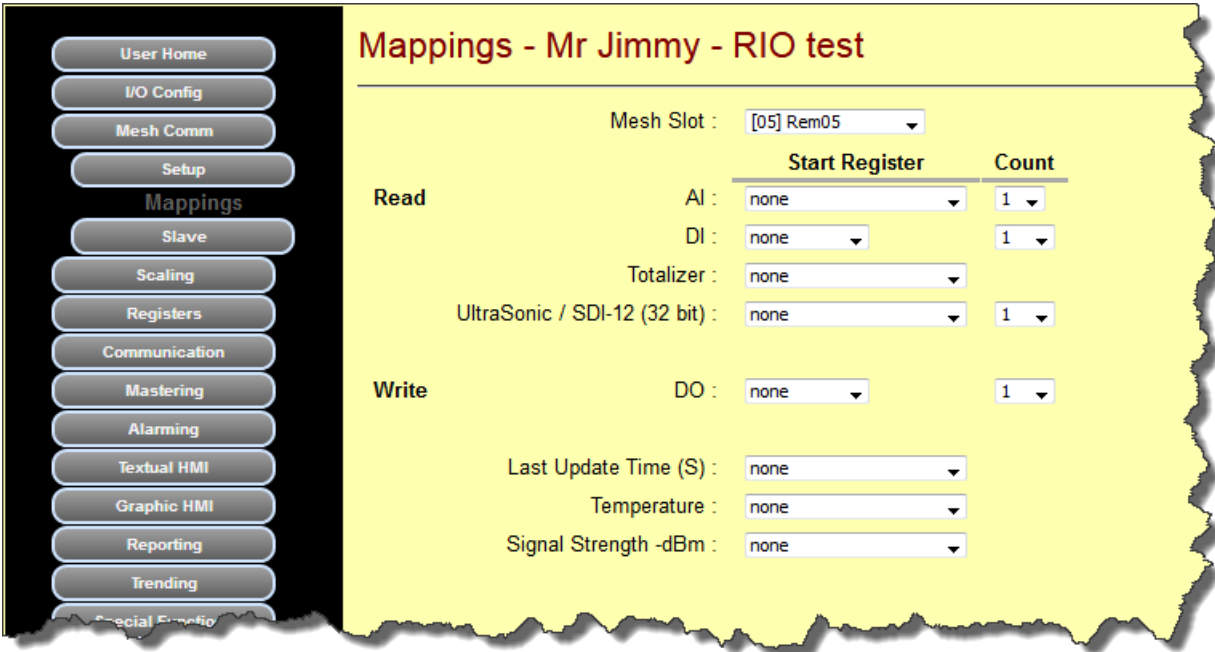 User Home
I/O Config
Mesh Comm
Setup
Mappings
Slave
Scaling
Registers
Communication
Mastering
Alarming
Textual HMI
Graphic HMI
Reporting
Trending
Special Functio
Mappings - Mr Jimmy - RIO test
Mesh Slot : [05] Rem05
Start Register Count
Read AI : none 1
DI : none 1
Totalizer : none
UltraSonic / SDI-12 (32 bit) : none 1
Write DO : none 1
Last Update Time (S) : none
Temperature : none
Signal Strength -dBm : none